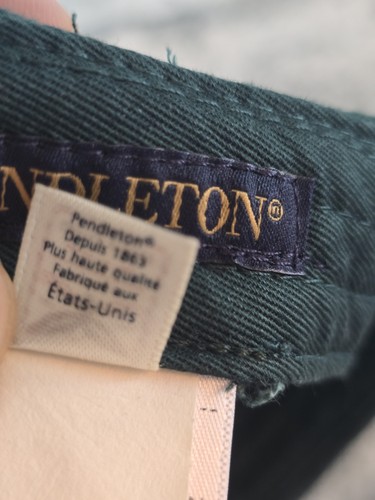 NDLETON®
Pendleton®
Depuis 1863
Plus haute qualité
Fabriqué aux
États-Unis